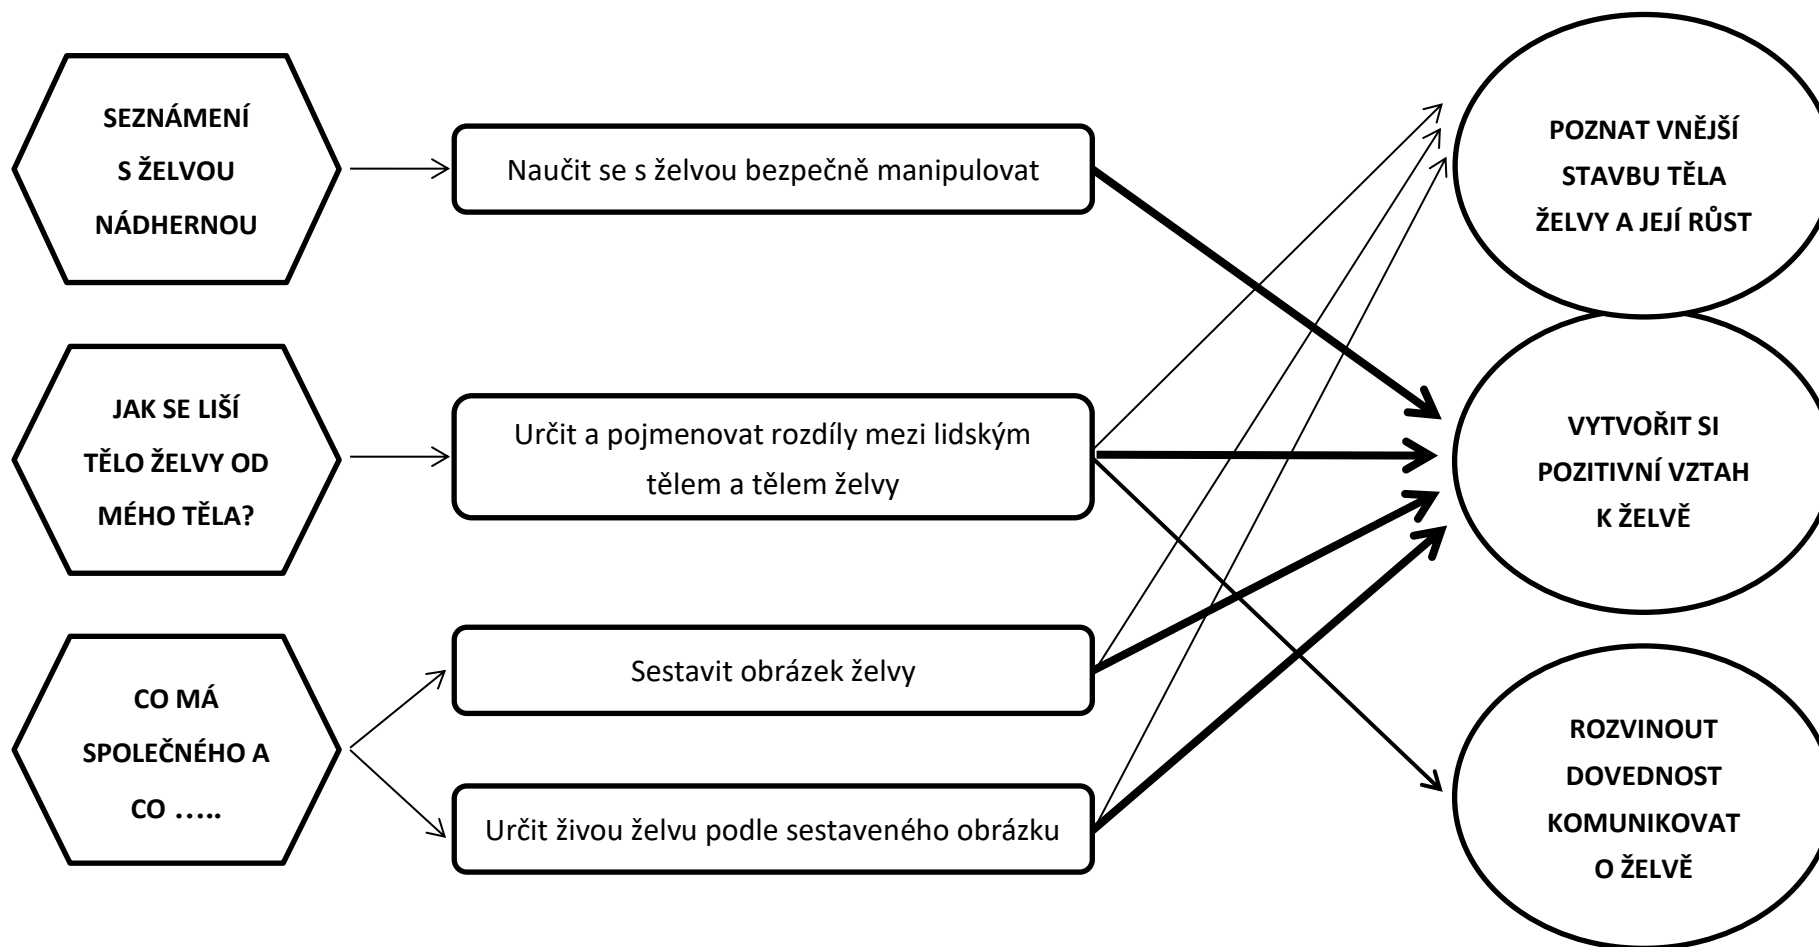 SEZNÁMENÍ
S ŽELVOU
NÁDHERNOU
Naučit se s želvou bezpečně manipulovat
POZNAT VNĚJŠÍ
STAVBU TĚLA
ŽELVY A JEJÍ RŮST
JAK SE LIŠÍ
TĚLO ŽELVY OD
MÉHO TĚLA?
Určit a pojmenovat rozdíly mezi lidským
tělem a tělem želvy
VYTVOŘIT SI
POZITIVNÍ VZTAH
K ŽELVĚ
CO MÁ
SPOLEČNÉHO A
CO …..
Sestavit obrázek želvy
Určit živou želvu podle sestaveného obrázku
ROZVINOUT
DOVEDNOST
KOMUNIKOVAT
O ŽELVĚ